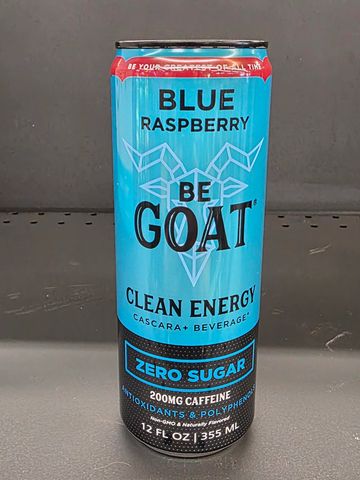 BE YOUR GREATEST OF ALL TIME
BLUE
RASPBERRY
BE
GOAT®
CLEAN ENERGY
CASCARA+ BEVERAGE
ZERO SUGAR
200MG CAFFEINE
ANTIOXIDANTS & POLYPHENOLS
Non-GMO & Naturally Flavored
12 FL OZ | 355 ML